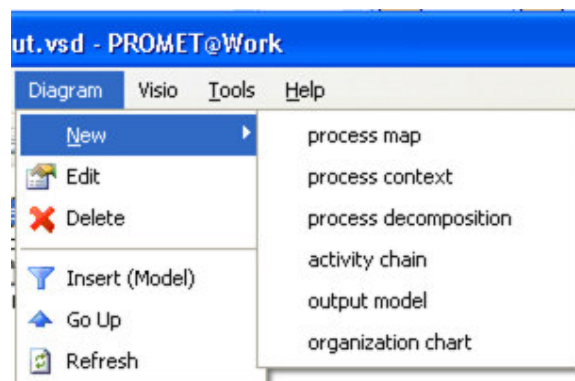 ut.vsd - PROMET@Work
Diagram Visio Tools Help
New
Edit
Delete
Insert (Model)
Go Up
Refresh
process map
process context
process decomposition
activity chain
output model
organization chart